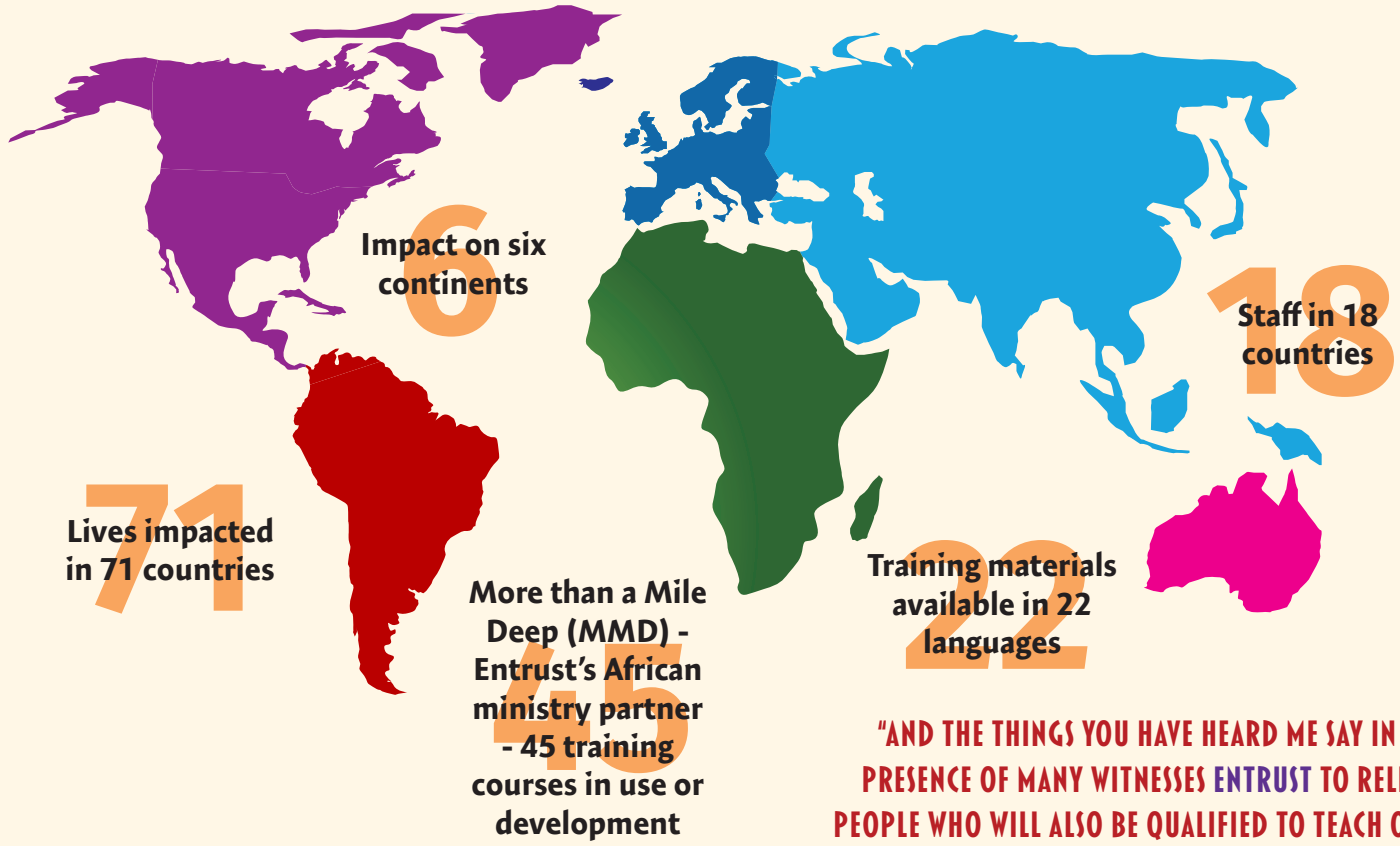 6
Impact on six
continents
18
Staff in 18
countries
71
Lives impacted
in 71 countries
45
More than a Mile
Deep (MMD) -
Entrust’s African
ministry partner
- 45 training
courses in use or
development
22
Training materials
available in 22
languages
“AND THE THINGS YOU HAVE HEARD ME SAY IN
PRESENCE OF MANY WITNESSES ENTRUST TO
PEOPLE WHO WILL ALSO BE QUALIFIED TO TEACH